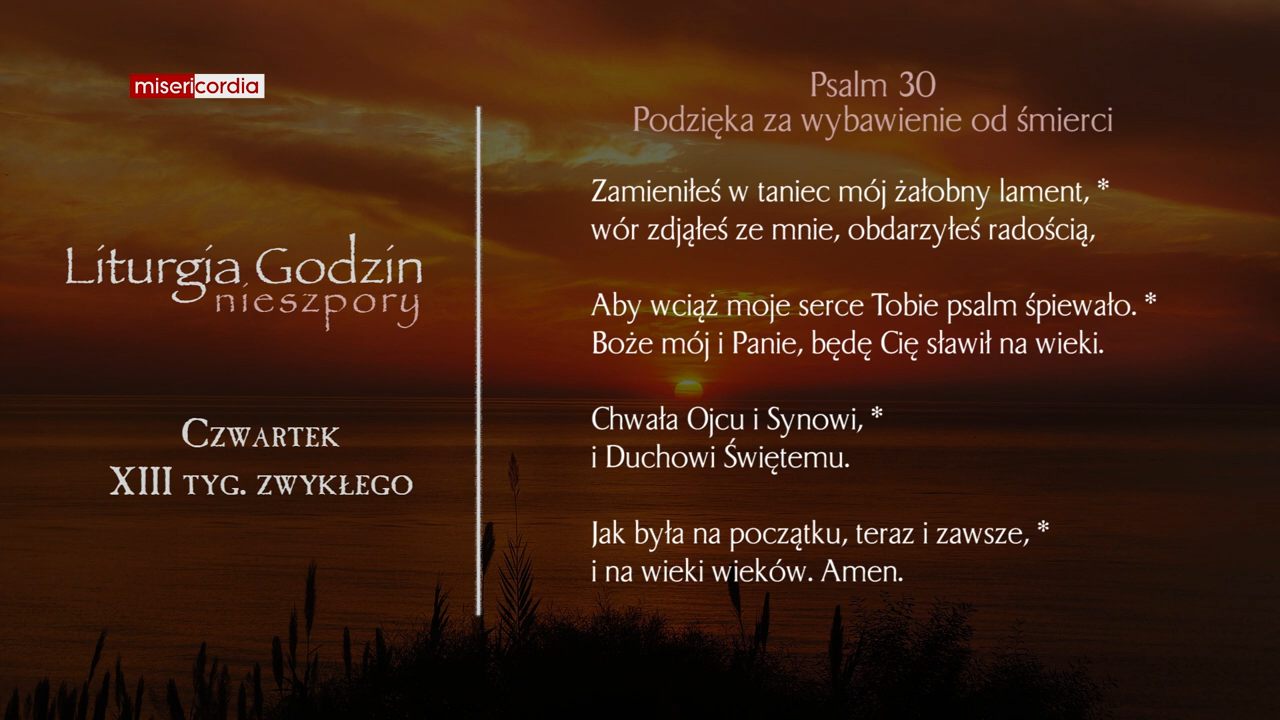 misericordia
Liturgia Godzin
nieszpory
Czwartek
XIII tyg. zwykłego
Psalm 30
Podzięka za wybawienie od śmierci
Zamieniłeś w taniec mój żałobny lament, *
wór zdjąłeś ze mnie, obdarzyłeś radością,
Aby wciąż moje serce Tobie psalm śpiewało. *
Boże mój i Panie, będę Cię sławił na wieki.
Chwała Ojcu i Synowi, *
i Duchowi Świętemu.
Jak była na początku, teraz i zawsze, *
i na wieki wieków. Amen.